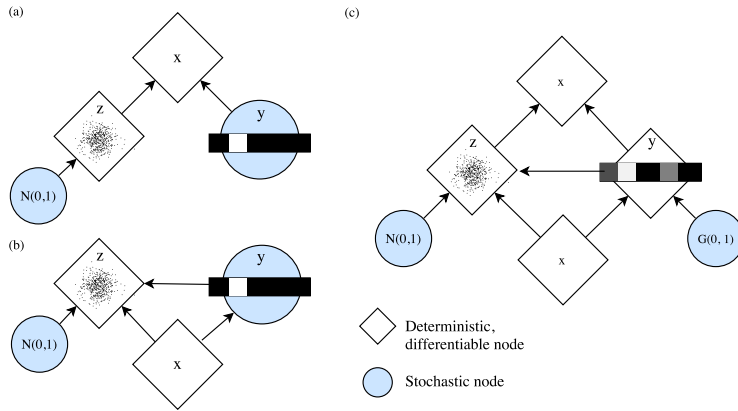 (a)
x
z
y
N(0,1)
(b)
z
y
N(0,1)
x
(c)
x
z
y
N(0,1)
G(0, 1)
x
Deterministic,
differentiable node
Stochastic node